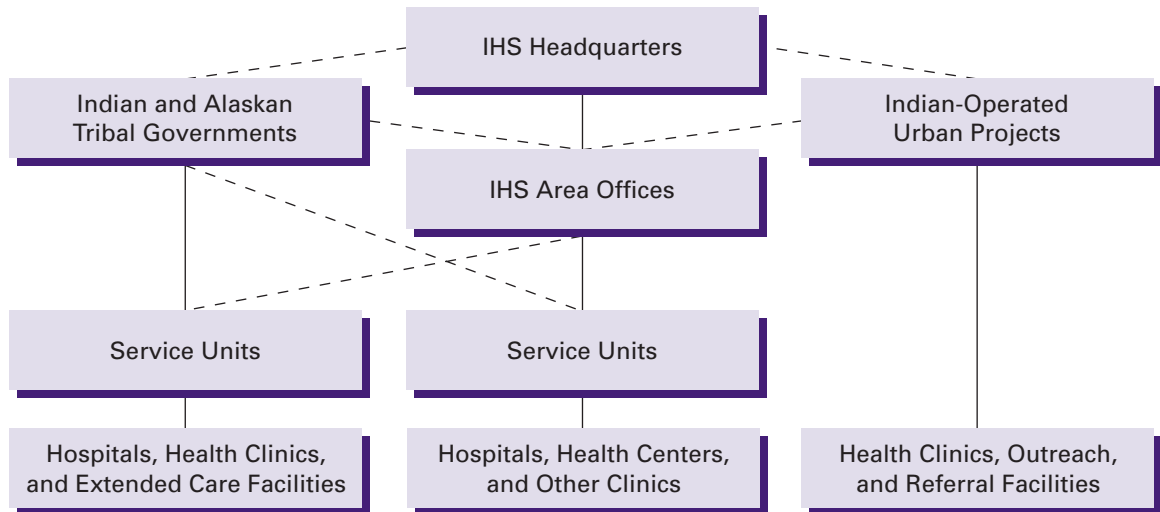 IHS Headquarters
Indian and Alaskan
Tribal Governments
Indian-Operated
Urban Projects
IHS Area Offices
Service Units
Service Units
Hospitals, Health Clinics,
and Extended Care Facilities
Hospitals, Health Centers,
and Other Clinics
Health Clinics, Outreach,
and Referral Facilities